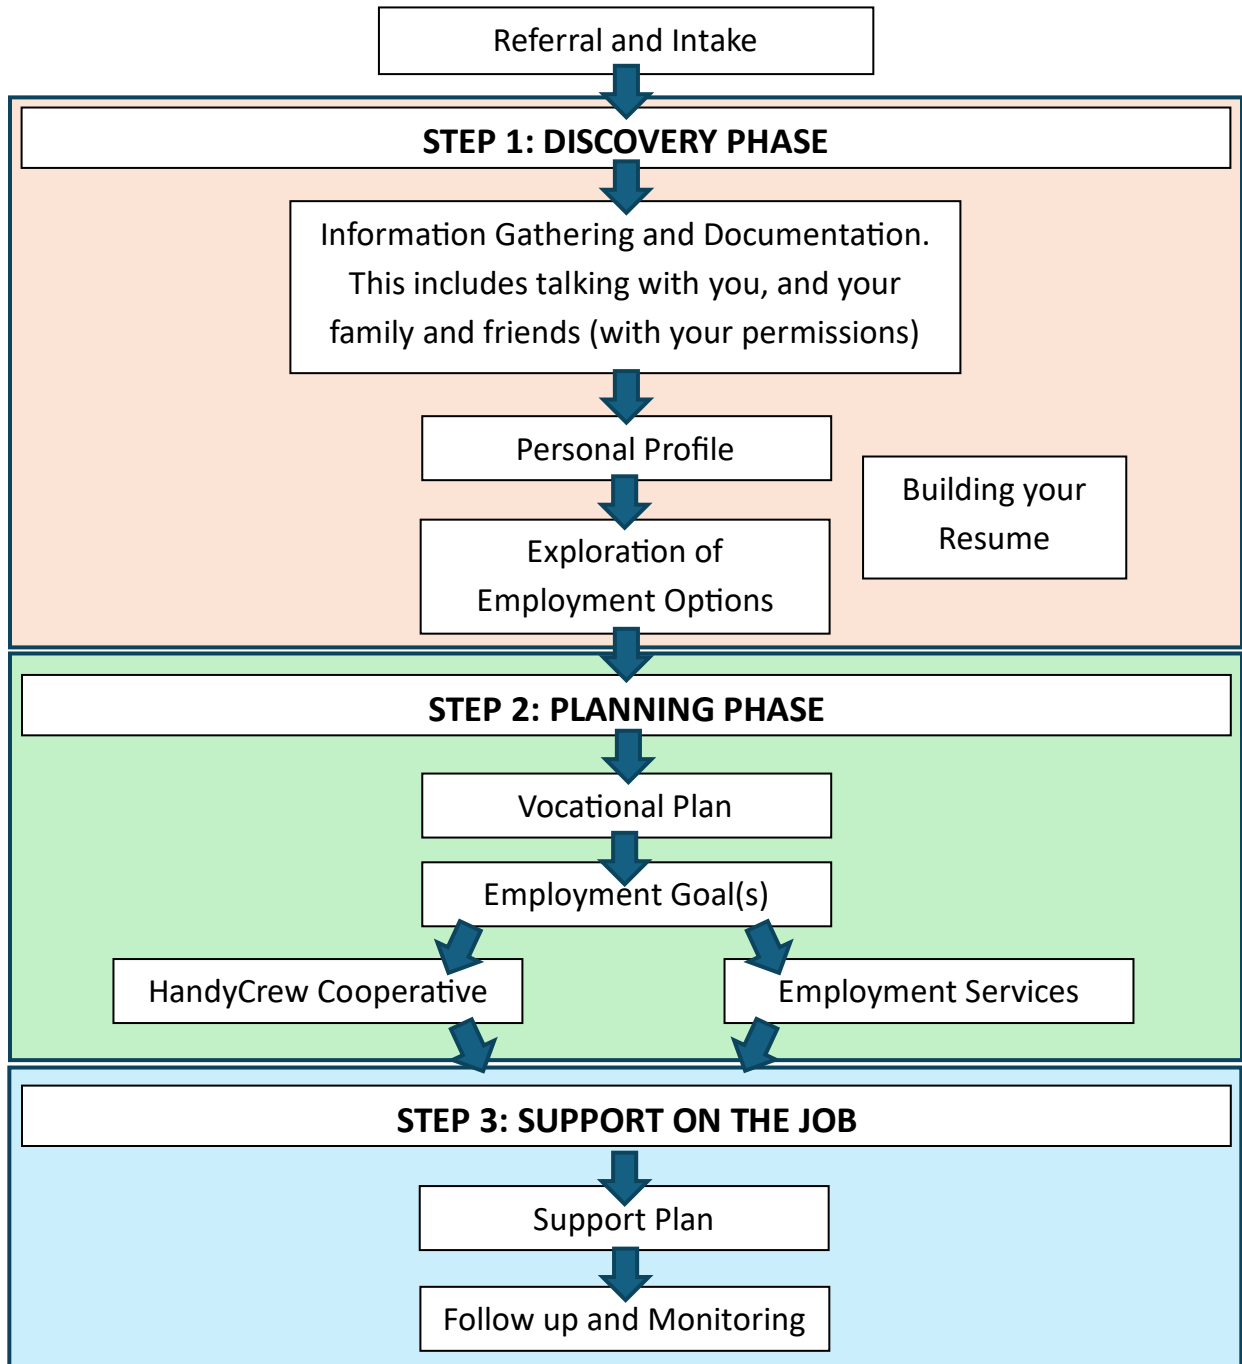 Referral and Intake
STEP 1: DISCOVERY PHASE
Information Gathering and Documentation.
This includes talking with you, and your
family and friends (with your permissions)
Personal Profile
Building your
Resume
Exploration of
Employment Options
STEP 2: PLANNING PHASE
Vocational Plan
Employment Goal(s)
HandyCrew Cooperative
Employment Services
STEP 3: SUPPORT ON THE JOB
Support Plan
Follow up and Monitoring